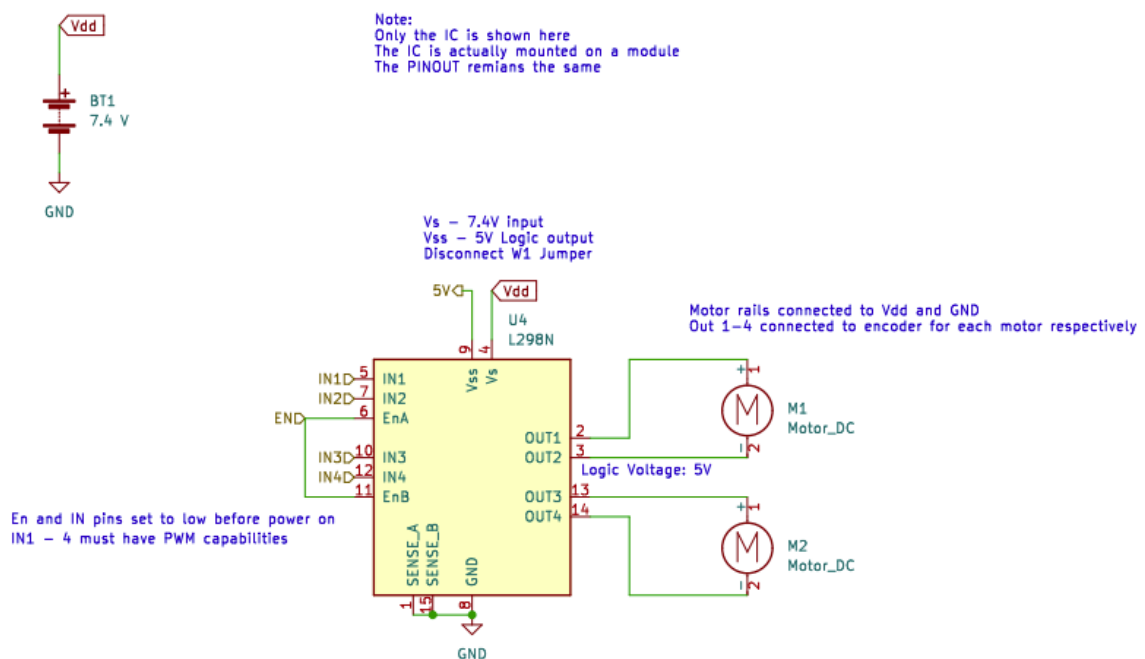 Vdd
Note:
Only the IC is shown here
The IC is actually mounted on a module
The PINOUT remians the same
+
BT1
7.4 V
GND
Vs - 7.4V input
Vss - 5V Logic output
Disconnect W1 Jumper
5V
Vdd
U4
L298N
9
4
Vss
Vs
Motor rails connected to Vdd and GND
Out 1-4 connected to encoder for each motor respectively
IN1
5
IN1
IN2
7
IN2
EN
6
EnA
IN3
10
IN3
IN4
12
IN4
11
EnB
OUT1
2
OUT2
3
Logic Voltage: 5V
OUT3
13
OUT4
14
+
1
M
M1
Motor_DC
-
2
+
1
M
M2
Motor_DC
-
2
En and IN pins set to low before power on
IN1 - 4 must have PWM capabilities
SENSE_A
SENSE_B
GND
1
15
8
GND